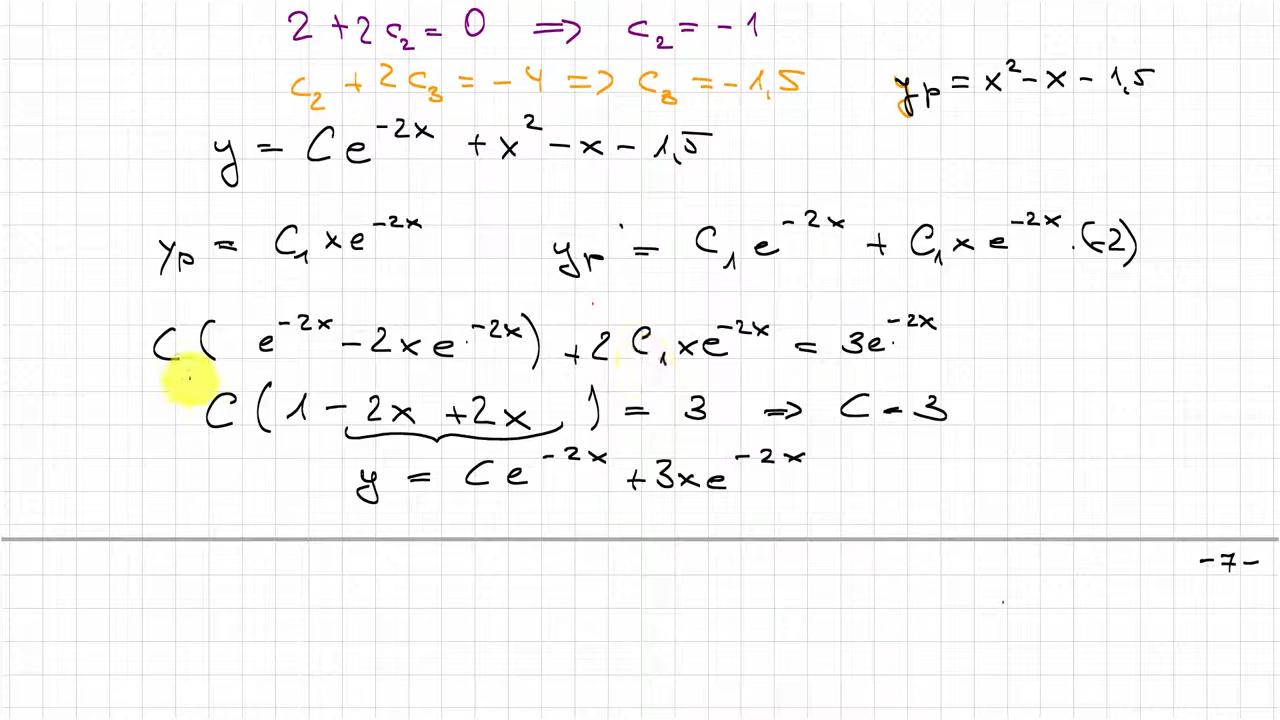 2 + 2c₂ = 0 ⟹ c₂ = -1
c₂ + 2c₃ = -4 ⟹ c₃ = -1,5
yₚ = x² - x - 1,5
y = Ce^{-2x} + x² - x - 1,5
yₚ = C₁xe^{-2x} yₚ' = C₁e^{-2x} + C₁xe^{-2x}·(-2)
C( e^{-2x} - 2xe^{-2x}) + 2C₁xe^{-2x} = 3e^{-2x}
C(1 - 2x + 2x) = 3 ⟹ C = 3
y = Ce^{-2x} + 3xe^{-2x}
-7-